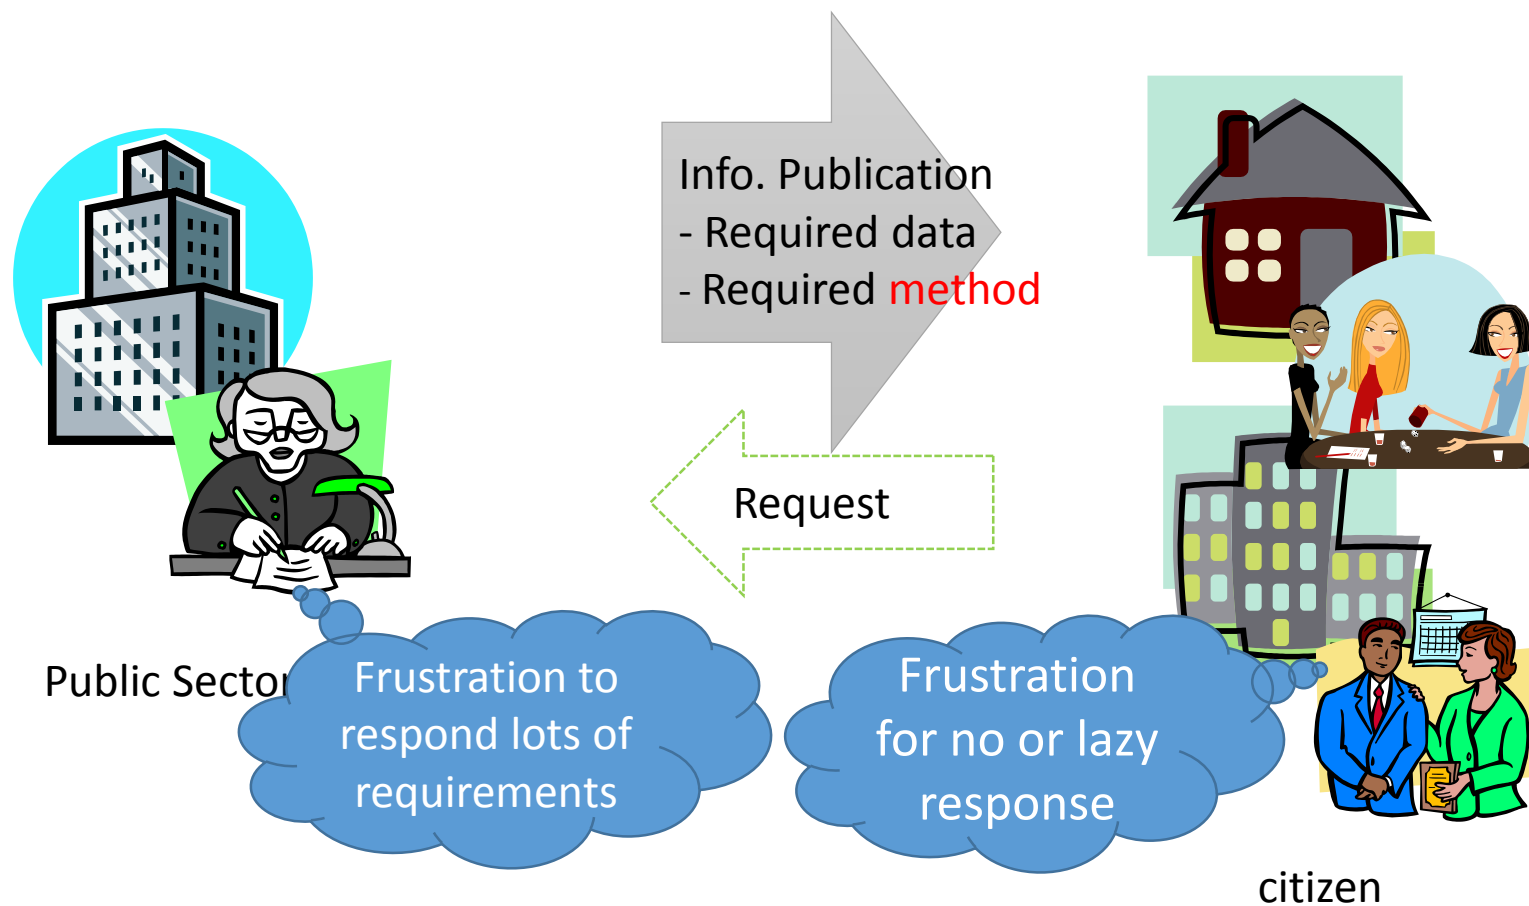 Info. Publication
- Required data
- Required method
Request
Public Sector
Frustration to
respond lots of
requirements
Frustration
for no or lazy
response
citizen